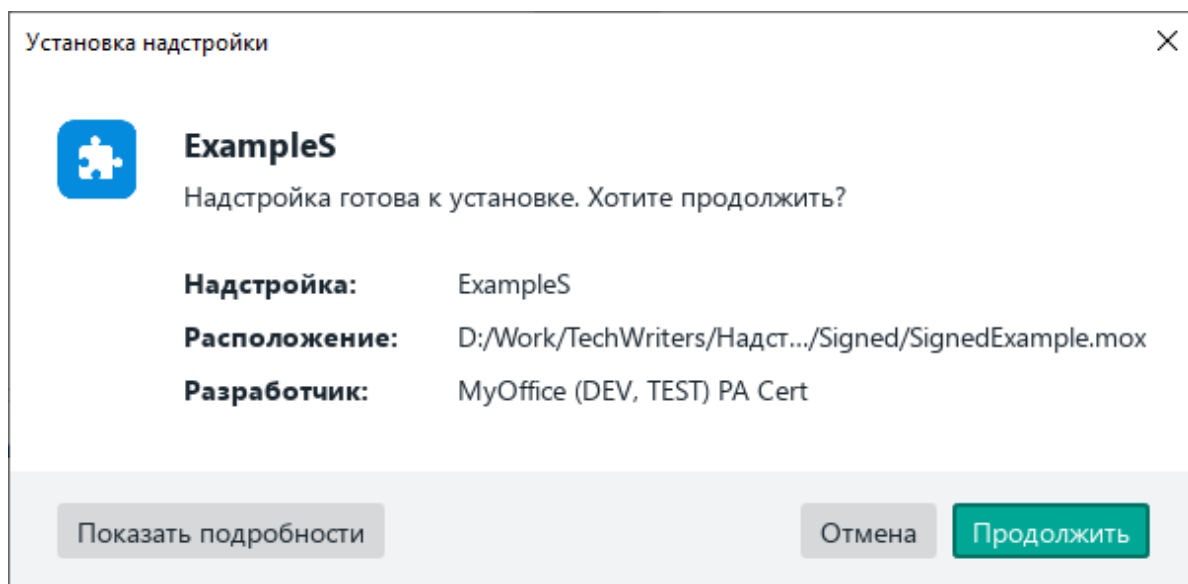 Установка надстройки
ExampleS
Надстройка готова к установке. Хотите продолжить?
Надстройка: ExampleS
Расположение: D:/Work/TechWriters/Надст.../Signed/SignedExample.mox
Разработчик: MyOffice (DEV, TEST) PA Cert
Показать подробности Отмена Продолжить